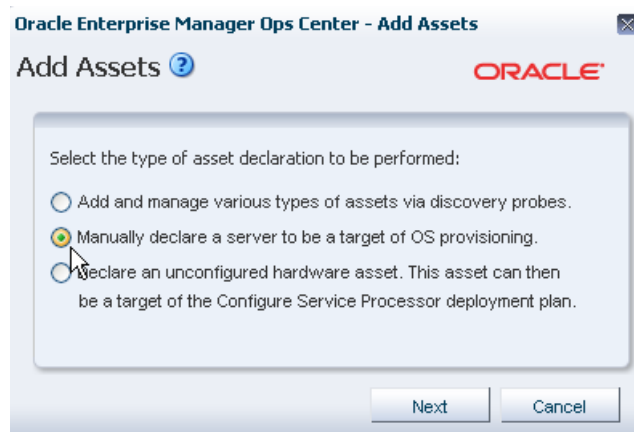 Oracle Enterprise Manager Ops Center - Add Assets
Add Assets ?
ORACLE
Select the type of asset declaration to be performed:
Add and manage various types of assets via discovery probes.
Manually declare a server to be a target of OS provisioning.
Declare an unconfigured hardware asset. This asset can then
be a target of the Configure Service Processor deployment plan.
Next
Cancel